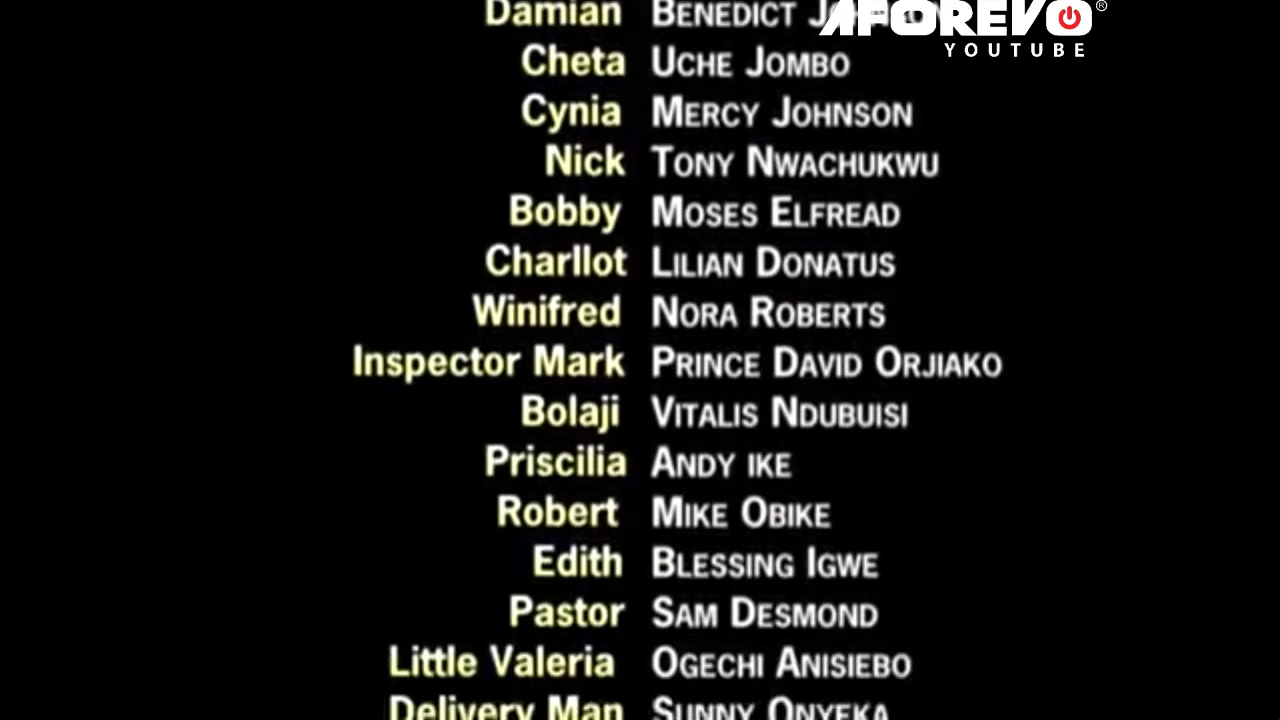 Damian BENEDICT
AFOREVO®
YOUTUBE
Cheta UCHE JOMBO
Cynia MERCY JOHNSON
Nick TONY NWACHUKWU
Bobby MOSES ELFREAD
Charllot LILIAN DONATUS
Winifred NORA ROBERTS
Inspector Mark PRINCE DAVID ORJIAKO
Bolaji VITALIS NDUBUISI
Priscilia ANDY IKE
Robert MIKE OBIKE
Edith BLESSING IGWE
Pastor SAM DESMOND
Little Valeria OGECHI ANISIEBO
Delivery Man SUNNY ONYEKA